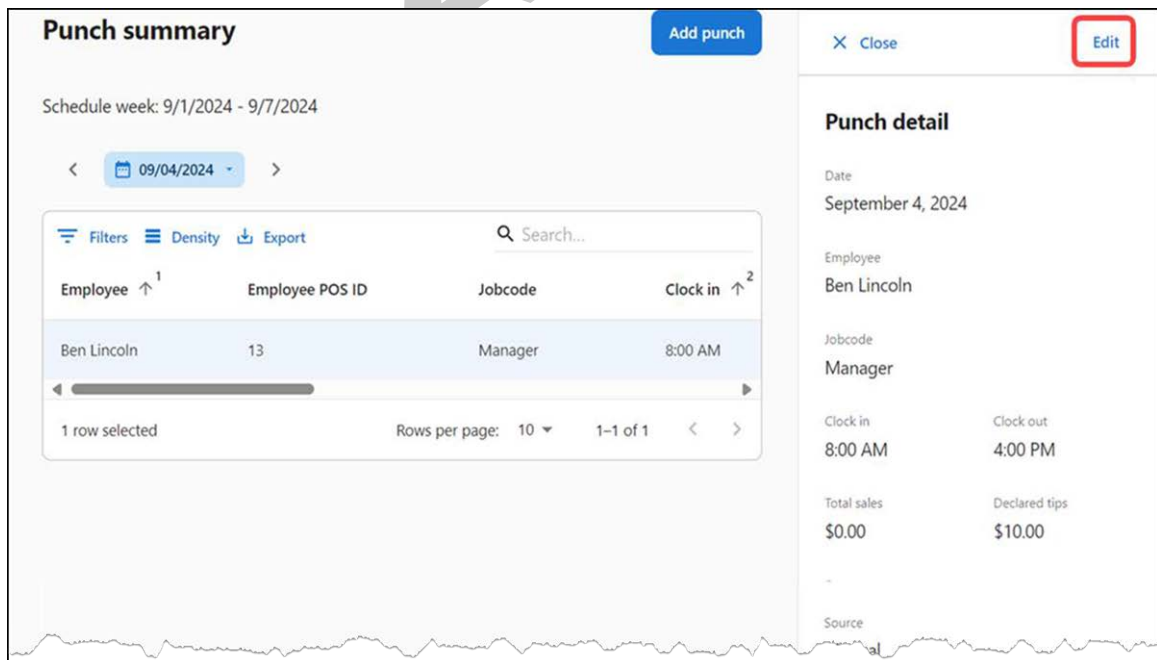 Punch summary
Add punch
Schedule week: 9/1/2024 - 9/7/2024
09/04/2024
Filters Density Export Search...
Employee 1 Employee POS ID Jobcode Clock in 2
Ben Lincoln 13 Manager 8:00 AM
1 row selected Rows per page: 10 1–1 of 1
Close Edit
Punch detail
Date
September 4, 2024
Employee
Ben Lincoln
Jobcode
Manager
Clock in Clock out
8:00 AM 4:00 PM
Total sales Declared tips
$0.00 $10.00
Source